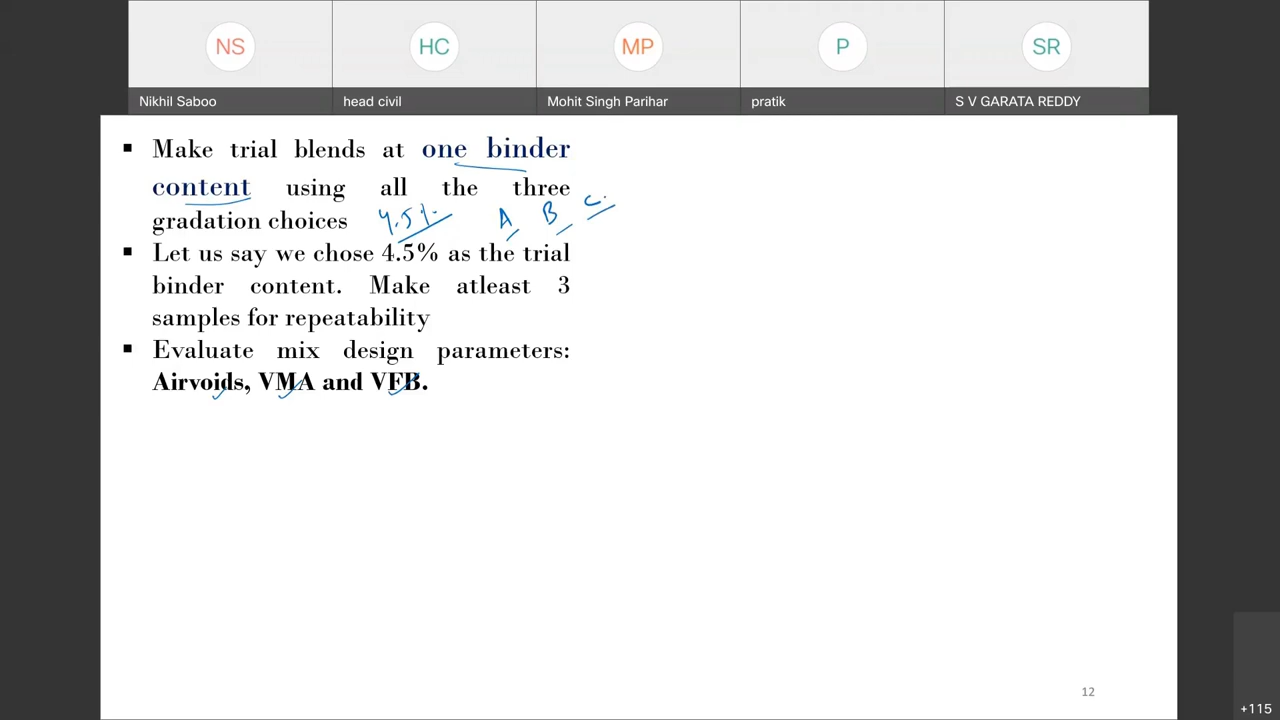 NS HC MP P SR
Nikhil Saboo head civil Mohit Singh Parihar pratik S V GARATA REDDY
▪ Make trial blends at one binder
content using all the three
gradation choices 4.5% A B C.
▪ Let us say we chose 4.5% as the trial
binder content. Make atleast 3
samples for repeatability
▪ Evaluate mix design parameters:
Airvoids, VMA and VFB.
12
+115